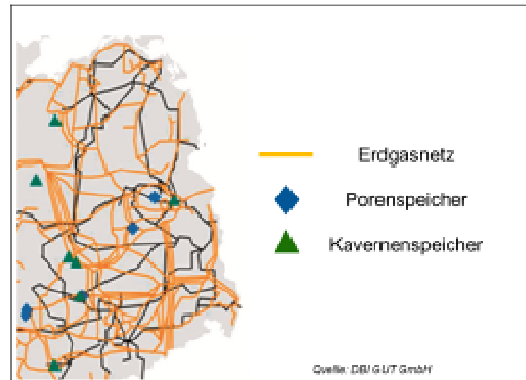 Erdgasnetz
Porenspeicher
Kavernenspeicher
Quelle: DBI GUT GmbH